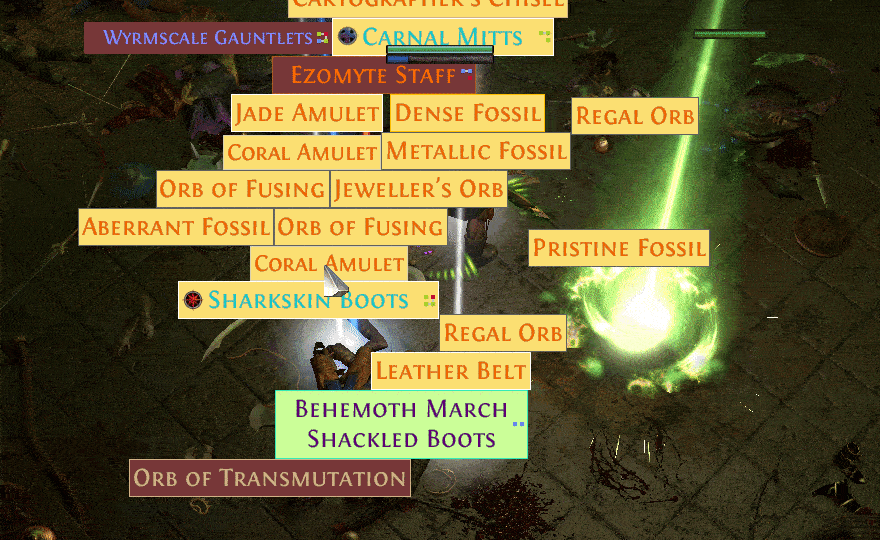 CARTOGRAPHER'S CHISEL
WYRMSCALE GAUNTLETS
CARNAL MITTS
EZOMYTE STAFF
JADE AMULET
DENSE FOSSIL
REGAL ORB
CORAL AMULET
METALLIC FOSSIL
ORB OF FUSING
JEWELLER'S ORB
ABERRANT FOSSIL
ORB OF FUSING
PRISTINE FOSSIL
CORAL AMULET
SHARKSKIN BOOTS
REGAL ORB
LEATHER BELT
BEHEMOTH MARCH
SHACKLED BOOTS
ORB OF TRANSMUTATION